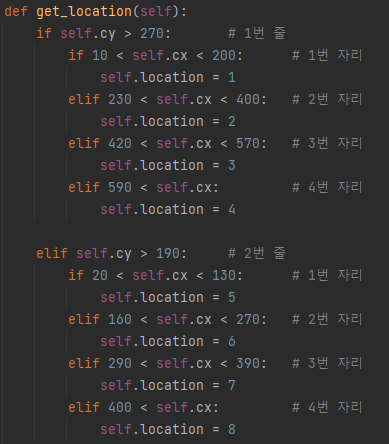 def get_location(self):
    if self.cy > 270:       # 1번 줄
        if 10 < self.cx < 200:      # 1번 자리
            self.location = 1
        elif 230 < self.cx < 400:   # 2번 자리
            self.location = 2
        elif 420 < self.cx < 570:   # 3번 자리
            self.location = 3
        elif 590 < self.cx:         # 4번 자리
            self.location = 4

    elif self.cy > 190:     # 2번 줄
        if 20 < self.cx < 130:      # 1번 자리
            self.location = 5
        elif 160 < self.cx < 270:   # 2번 자리
            self.location = 6
        elif 290 < self.cx < 390:   # 3번 자리
            self.location = 7
        elif 400 < self.cx:         # 4번 자리
            self.location = 8